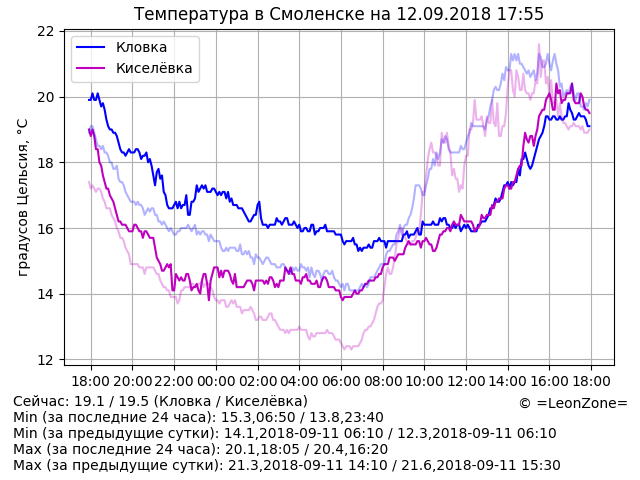 Температура в Смоленске на 12.09.2018 17:55
градусов Цельсия, °C
22
20
18
16
14
12
Кловка
Киселёвка
18:00 20:00 22:00 00:00 02:00 04:00 06:00 08:00 10:00 12:00 14:00 16:00 18:00
Сейчас: 19.1 / 19.5 (Кловка / Киселёвка)
© =LeonZone=
Min (за последние 24 часа): 15.3,06:50 / 13.8,23:40
Min (за предыдущие сутки): 14.1,2018-09-11 06:10 / 12.3,2018-09-11 06:10
Max (за последние 24 часа): 20.1,18:05 / 20.4,16:20
Max (за предыдущие сутки): 21.3,2018-09-11 14:10 / 21.6,2018-09-11 15:30